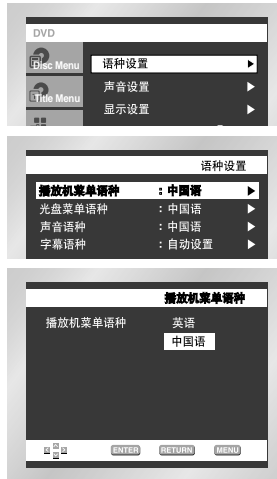 DVD
Disc Menu
语种设置
Title Menu
声音设置
显示设置
语种设置
播放机菜单语种 : 中国语
光盘菜单语种 : 中国语
声音语种 : 中国语
字幕语种 : 自动设置
播放机菜单语种
播放机菜单语种 英语
中国语
ENTER RETURN MENU